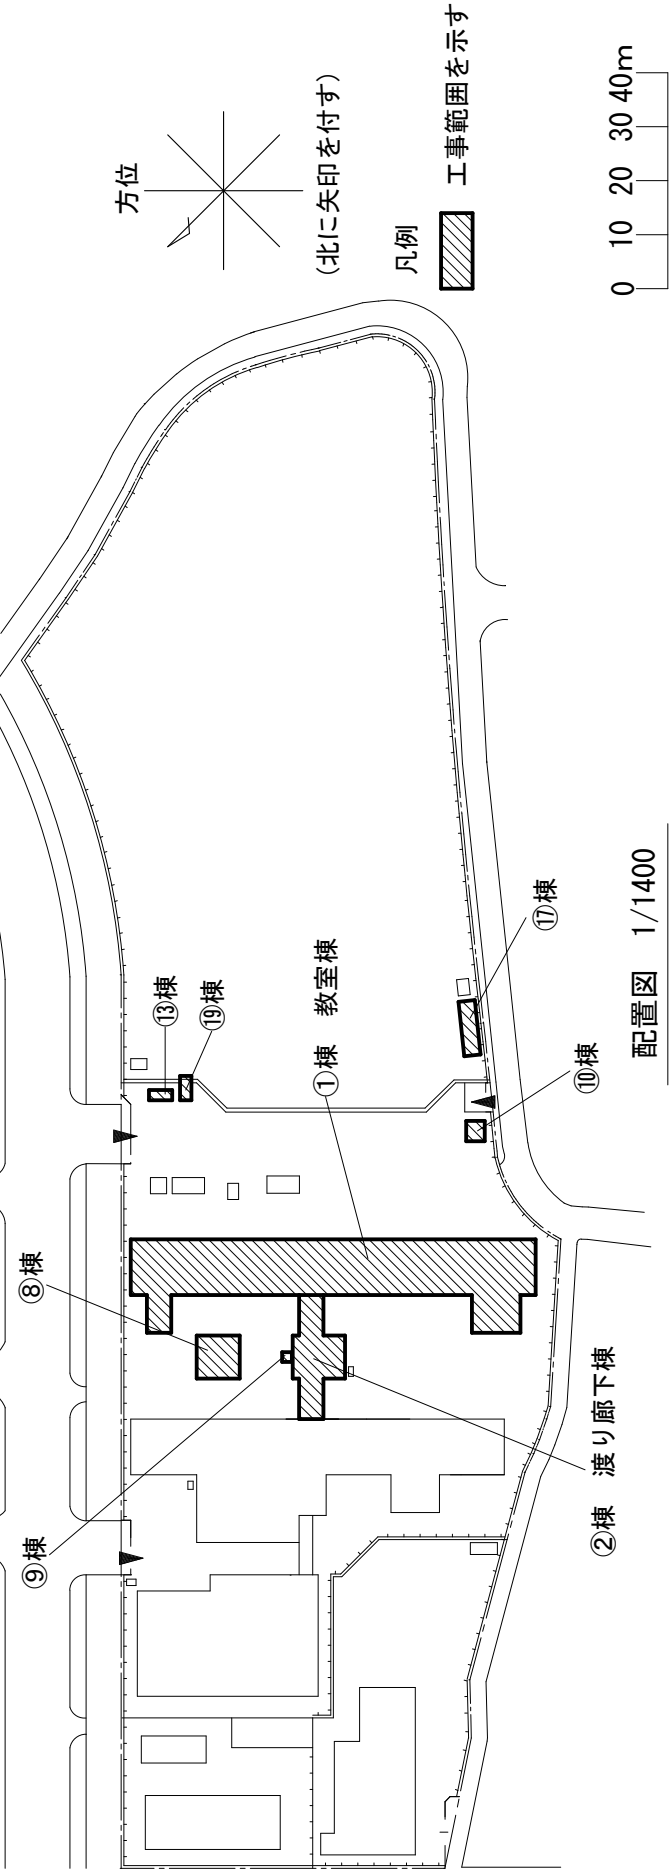 方位
(北に矢印を付す)
凡例
工事範囲を示す
0 10 20 30 40m
⑧棟
⑨棟
⑬棟
⑲棟
①棟 教室棟
⑰棟
⑩棟
②棟 渡り廊下棟
配置図 1/1400